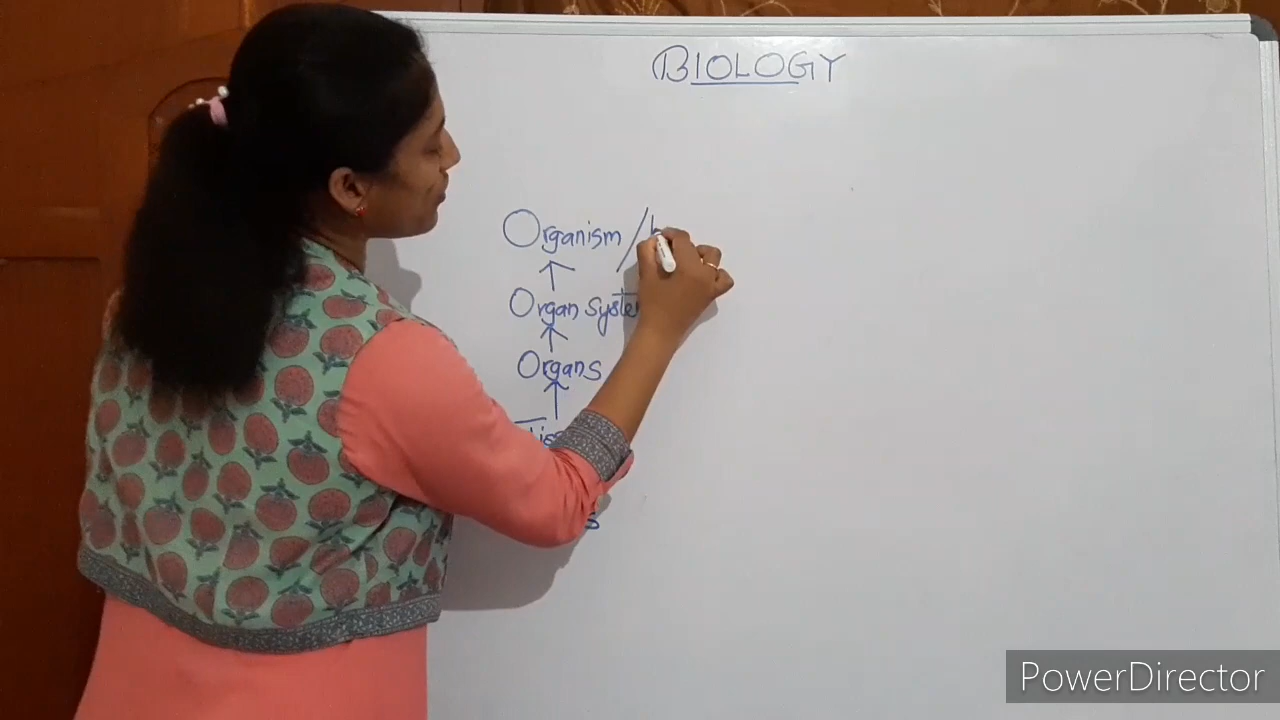 BIOLOGY
Organism /
↑
Organ syste
↑
Organs
↑
PowerDirector